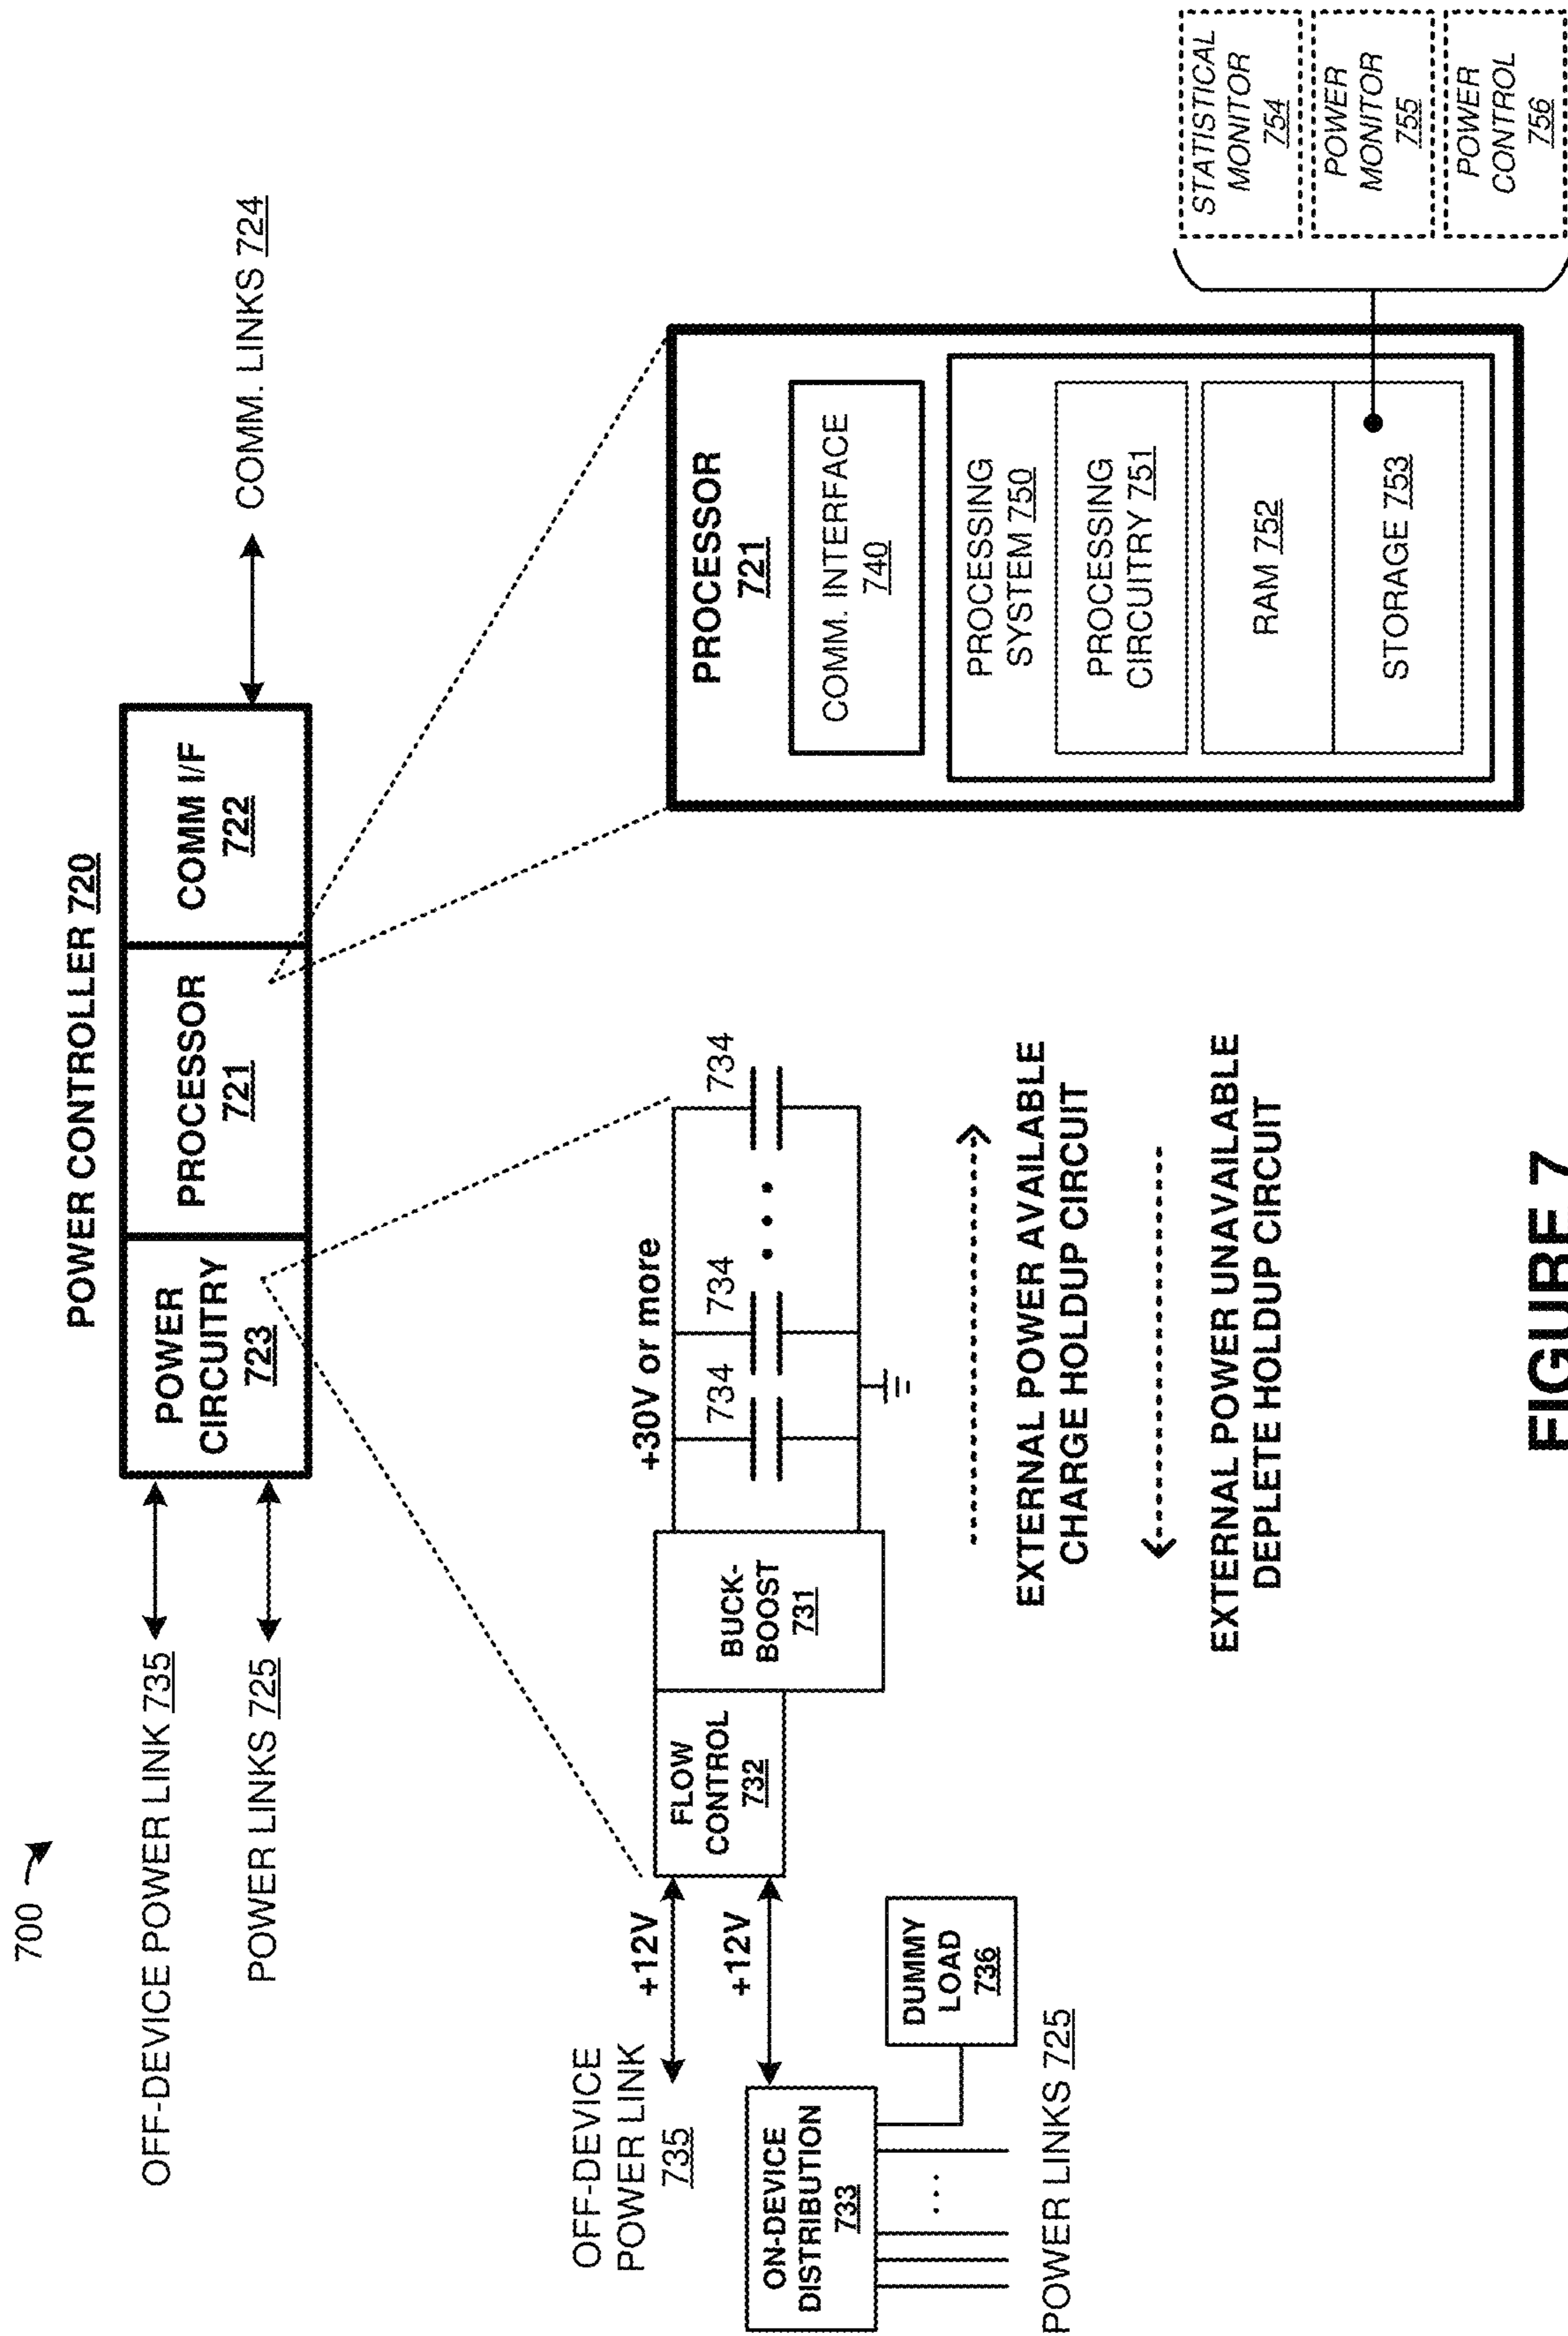 700
POWER CONTROLLER 720
OFF-DEVICE POWER LINK 735
POWER LINKS 725
POWER
CIRCUITRY
723
PROCESSOR
721
COMM I/F
722
COMM. LINKS 724
OFF-DEVICE
POWER LINK
735
+12V
+12V
ON-DEVICE
DISTRIBUTION
733
...
DUMMY
LOAD
736
POWER LINKS 725
FLOW
CONTROL
732
BUCK-
BOOST
731
+30V or more
734
734
734
EXTERNAL POWER AVAILABLE
CHARGE HOLDUP CIRCUIT
EXTERNAL POWER UNAVAILABLE
DEPLETE HOLDUP CIRCUIT
PROCESSOR
721
COMM. INTERFACE
740
PROCESSING
SYSTEM 750
PROCESSING
CIRCUITRY 751
RAM 752
STORAGE 753
STATISTICAL
MONITOR
754
POWER
MONITOR
755
POWER
CONTROL
756
FIGURE 7